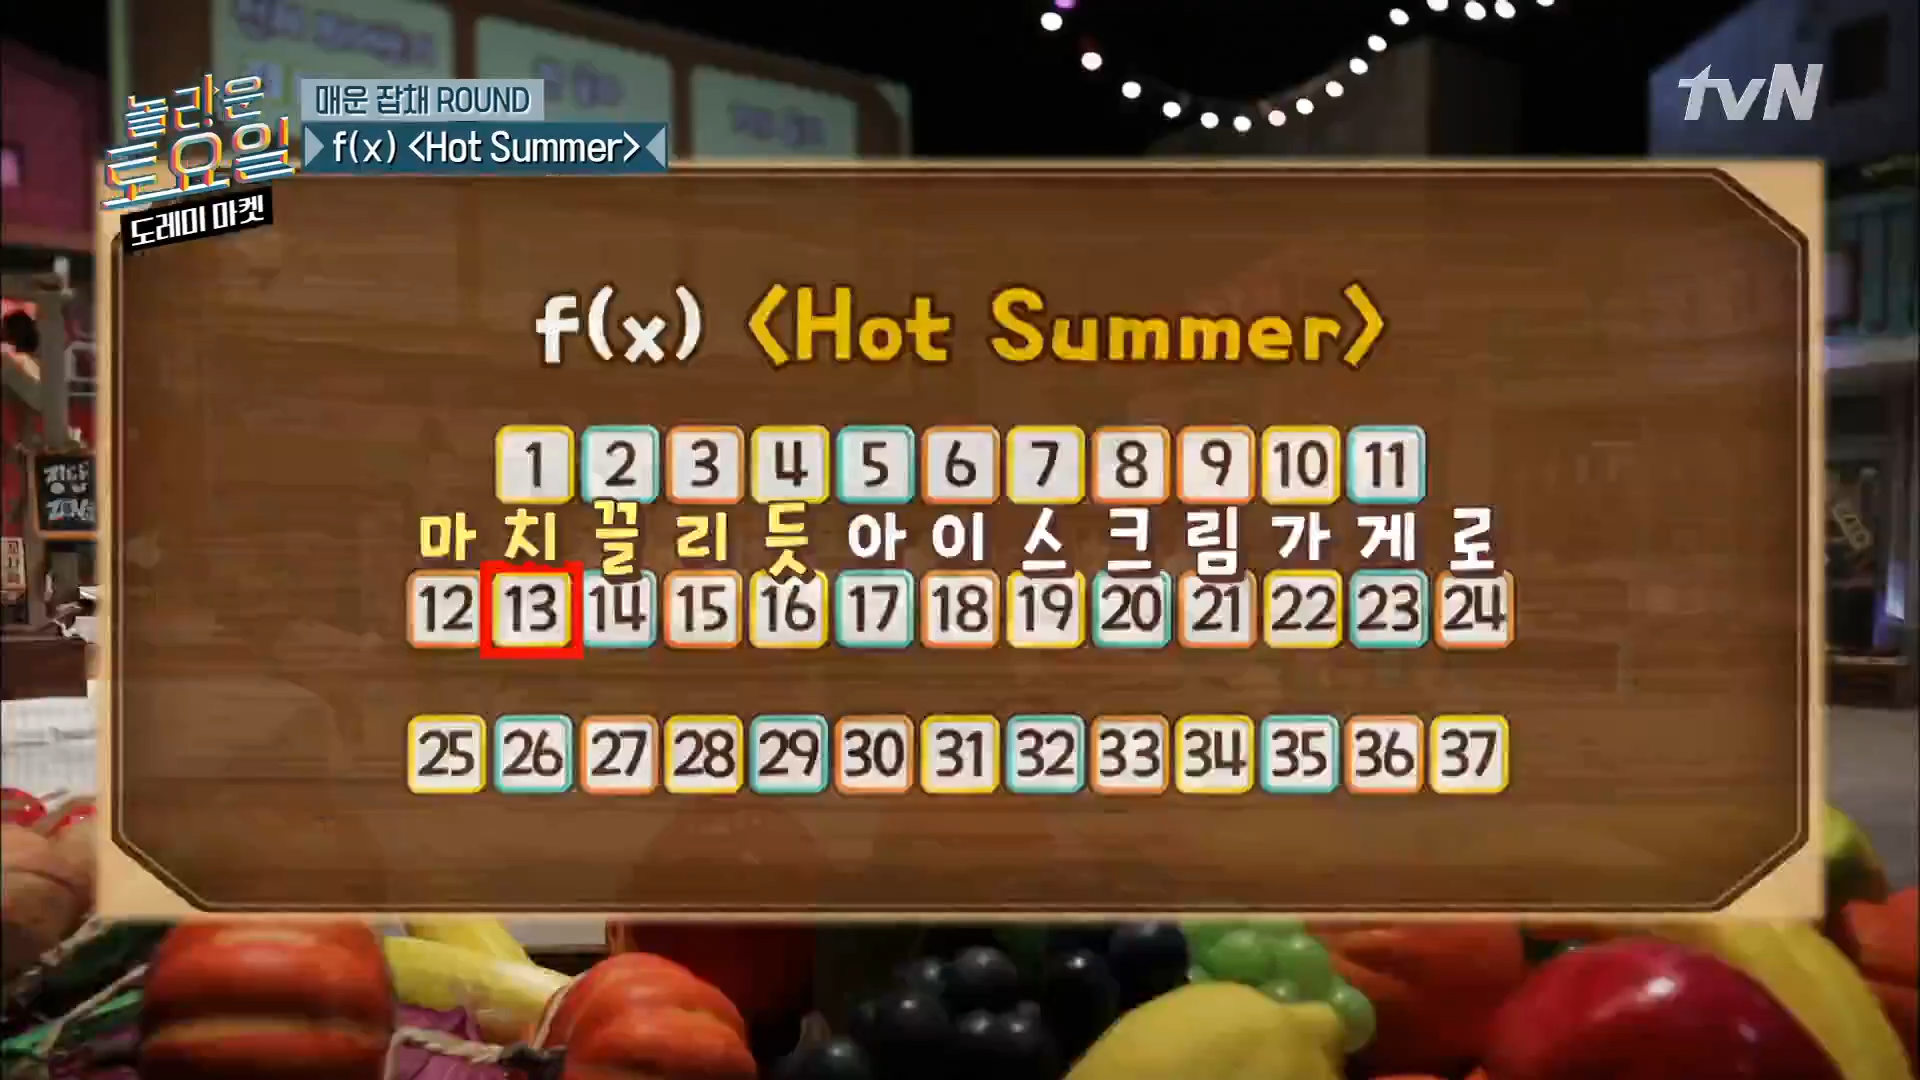 놀라운
토요일
도레미 마켓
매운 잡채 ROUND
f(x) <Hot Summer>
tvN
f(x) <Hot Summer>
1 2 3 4 5 6 7 8 9 10 11
마 치 끌 리 듯 아 이 스 크 림 가 게 로
12 13 14 15 16 17 18 19 20 21 22 23 24
25 26 27 28 29 30 31 32 33 34 35 36 37